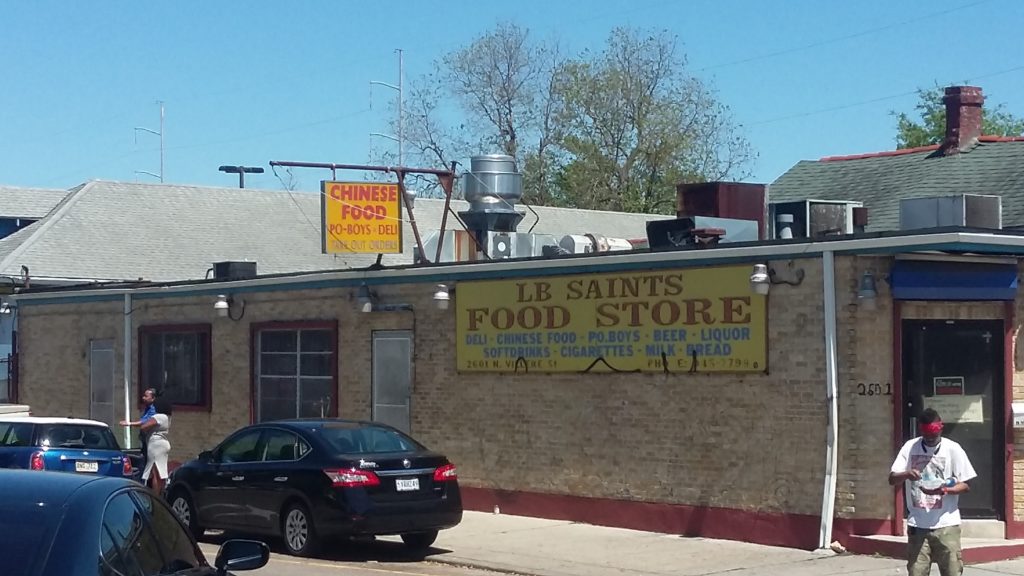 CHINESE
FOOD
PO-BOYS - DELI
TAKE OUT ORDERS
LB SAINTS
FOOD STORE
DELI - CHINESE FOOD - PO.BOYS - BEER - LIQUOR
SOFTDRINKS - CIGARETTES - MILK - BREAD
2601 N.
2601